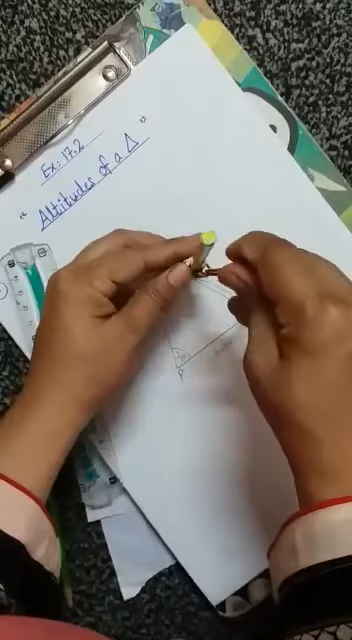 Ex: 17.2
"Altitudes of a Δ"
P